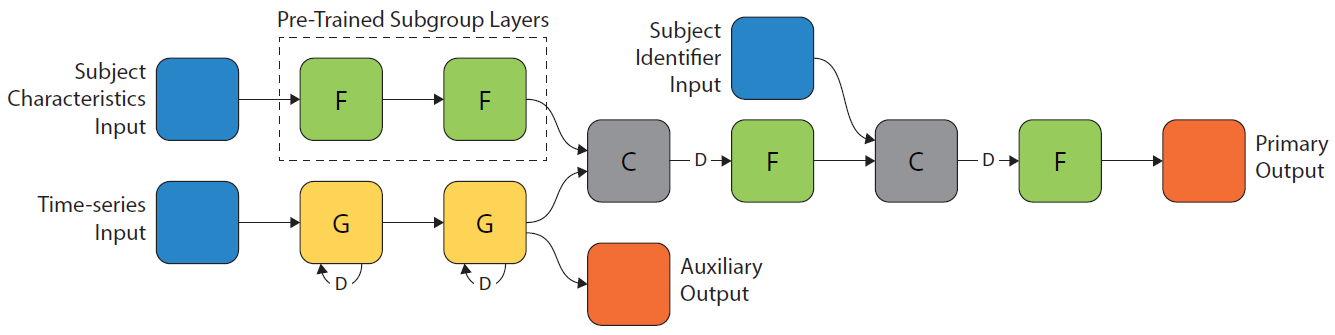 Pre-Trained Subgroup Layers
Subject
Characteristics
Input
F
F
Subject
Identifier
Input
C
D
F
C
D
F
Primary
Output
Time-series
Input
G
G
D
D
Auxiliary
Output